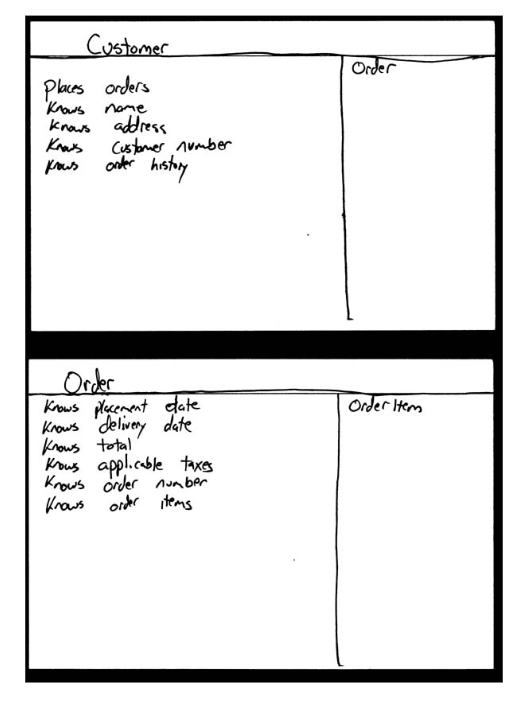 Customer
Order
Places orders
Knows name
Knows address
Knows Customer number
Knows order history
Order
Order Item
Knows placement date
Knows delivery date
Knows total
Knows applicable taxes
Knows order number
Knows order items